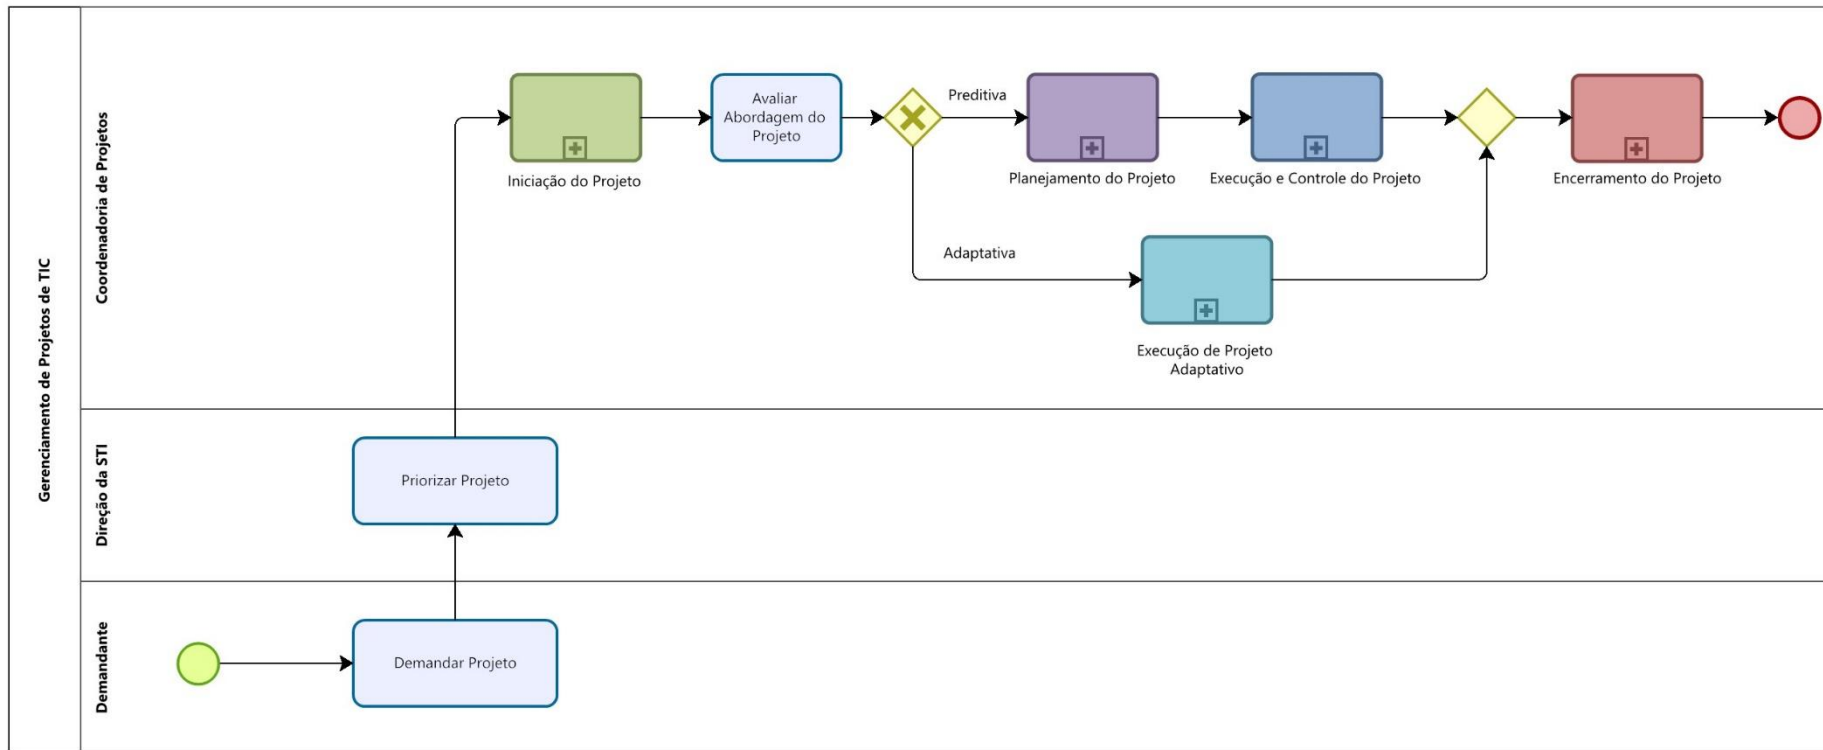 Gerenciamento de Projetos de TIC
Coordenadoria de Projetos
Iniciação do Projeto
Avaliar
Abordagem do
Projeto
Preditiva
Planejamento do Projeto
Execução e Controle do Projeto
Encerramento do Projeto
Adaptativa
Execução de Projeto
Adaptativo
Direção da STI
Priorizar Projeto
Demandante
Demandar Projeto